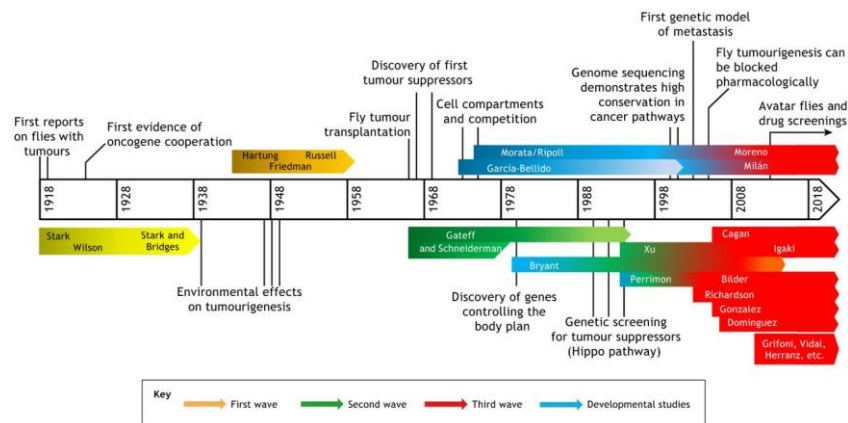 First genetic model
of metastasis
Fly tumourigenesis can
be blocked
pharmacologically
Discovery of first
tumour suppressors
Genome sequencing
demonstrates high
conservation in
cancer pathways
Avatar flies and
drug screenings
Fly tumour
transplantation
Cell compartments
and competition
First reports
on flies with
tumours
First evidence of
oncogene cooperation
Hartung Russell
Friedman
Morata/Ripoll
García-Bellido
Moreno
Milán
1918 1928 1938 1948 1958 1968 1978 1988 1998 2008 2018
Stark
Wilson
Stark and
Bridges
Gateff
and Schneiderman
Bryant
Xu
Perrimon
Cagan
Igaki
Bilder
Richardson
Gonzalez
Dominguez
Grifoni, Vidal,
Herranz, etc.
Environmental effects
on tumourigenesis
Discovery of genes
controlling the
body plan
Genetic screening
for tumour suppressors
(Hippo pathway)
Key
First wave
Second wave
Third wave
Developmental studies